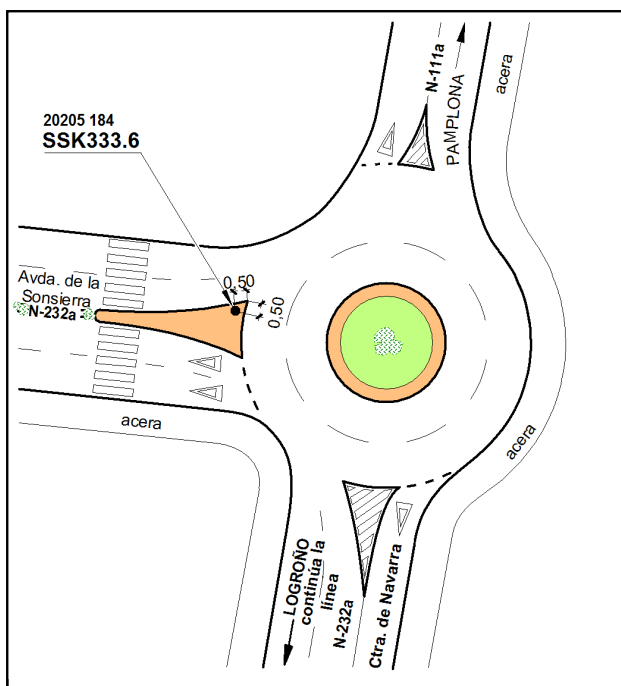 N-111a
PAMPLONA
acera
20205 184
SSK333.6
Avda. de la
Sonsierra
N-232a
0,50
0,50
acera
acera
LOGROÑO
continúa la
línea
N-232a
Ctra. de Navarra